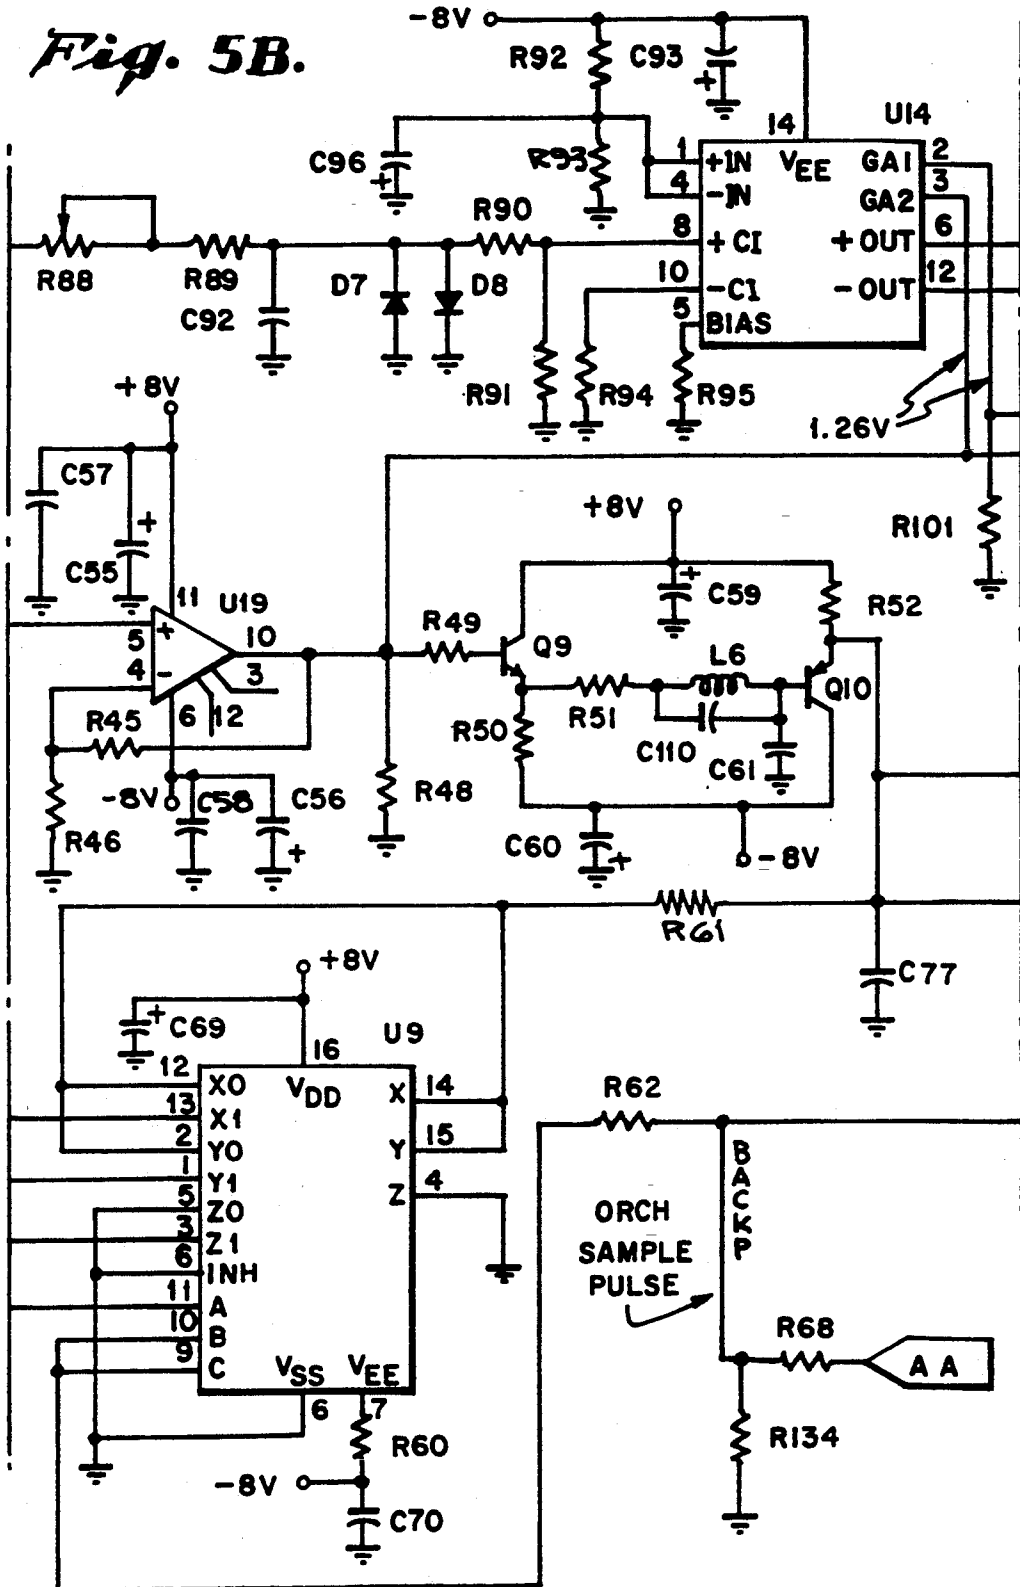 Fig. 5B.
-8V
R92
C93
+
U14
14
C96
+
R93
1
+IN
VEE
GA1
2
4
-IN
GA2
3
R90
8
+CI
+OUT
6
R88
R89
D7
D8
10
-CI
-OUT
12
C92
5
BIAS
R91
R94
R95
1.26V
+8V
C57
+
C55
+8V
R101
11
U19
+
C59
R52
5
+
10
R49
Q9
L6
4
-
3
Q10
6
12
R45
R50
R51
C110
C61
-8V
C58
C56
R48
R46
+
C60
+
-8V
R61
+8V
C77
+
C69
U9
16
12
X0
VDD
X
14
R62
13
X1
2
Y0
Y
15
1
Y1
Z
4
BACKP
5
Z0
3
Z1
ORCH
SAMPLE
PULSE
6
INH
11
A
10
B
R68
9
C
VSS
VEE
AA
6
7
R60
R134
-8V
C70